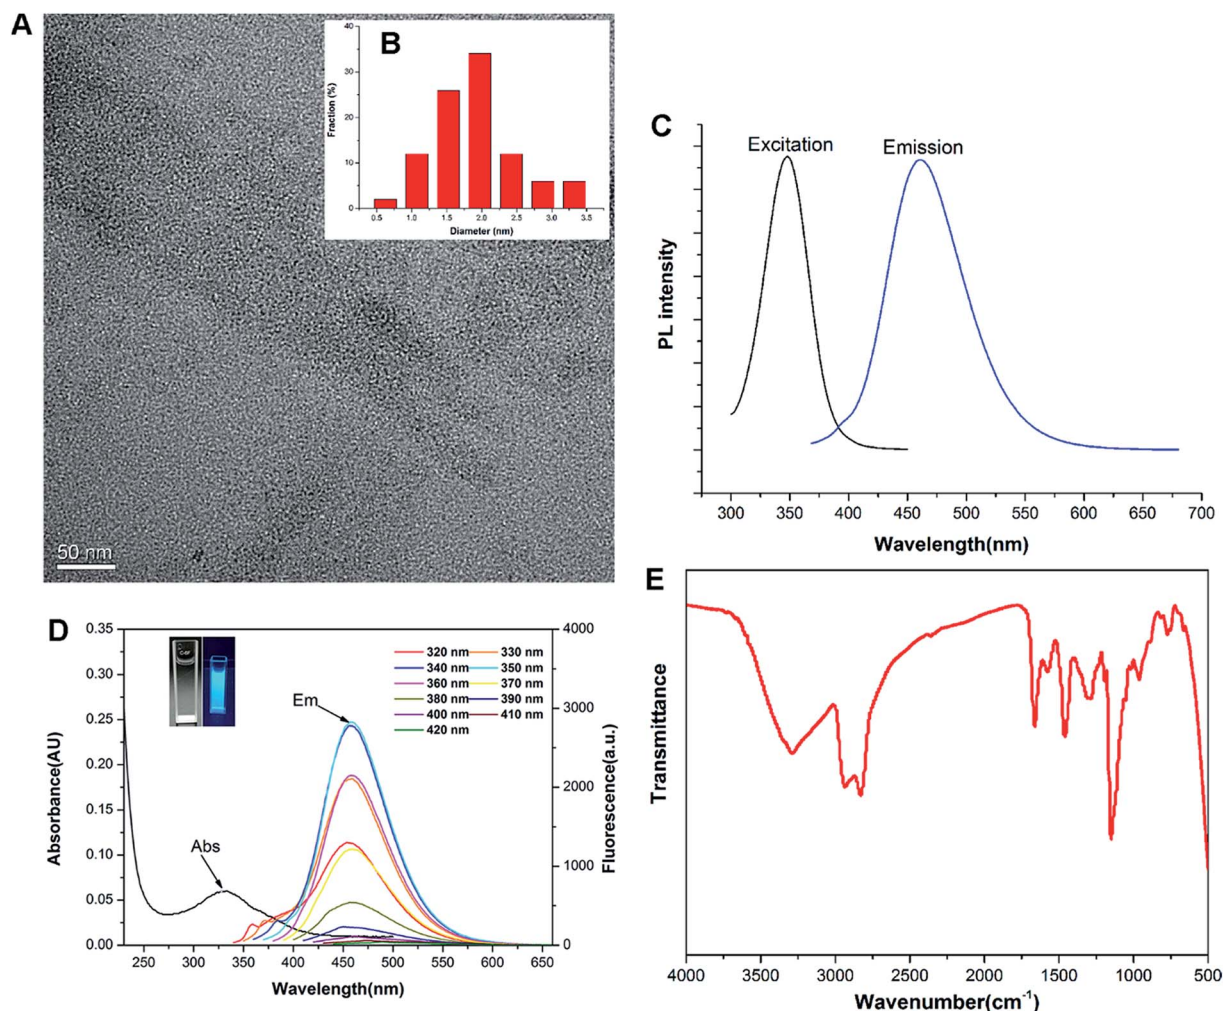 A
50 nm
B
Fraction (%)
40
30
20
10
0
0.5 1.0 1.5 2.0 2.5 3.0 3.5
Diameter (nm)
C
Excitation Emission
PL intensity
300 350 400 450 500 550 600 650 700
Wavelength(nm)
D
Absorbance(AU)
0.35
0.30
0.25
0.20
0.15
0.10
0.05
0.00
Abs
Em
320 nm 330 nm
340 nm 350 nm
360 nm 370 nm
380 nm 390 nm
400 nm 410 nm
420 nm
4000
3000
2000
1000
0
Fluorescence(a.u.)
250 300 350 400 450 500 550 600 650
Wavelength(nm)
E
Transmittance
4000 3500 3000 2500 2000 1500 1000 500
Wavenumber(cm⁻¹)